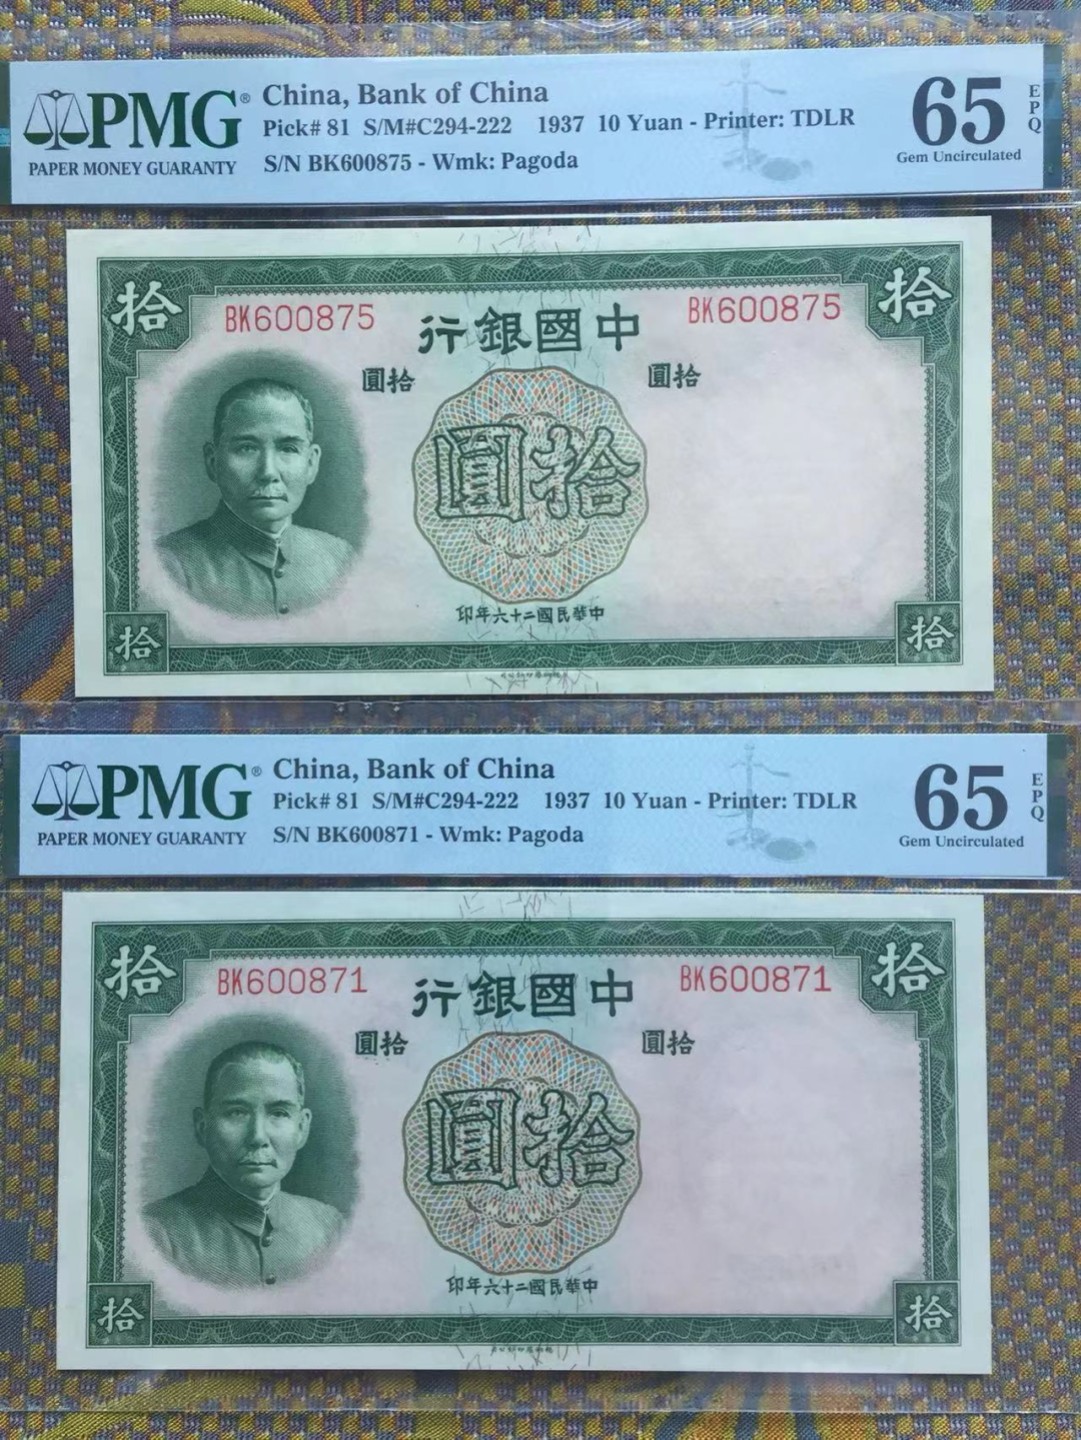 PMG®
PAPER MONEY GUARANTY
China, Bank of China
Pick# 81 S/M#C294-222 1937 10 Yuan - Printer: TDLR
S/N BK600875 - Wmk: Pagoda
65
EPQ
Gem Uncirculated
拾
拾
BK600875
BK600875
行銀國中
圓拾
圓拾
圓拾
印年六十二國民華中
拾
拾
PMG®
PAPER MONEY GUARANTY
China, Bank of China
Pick# 81 S/M#C294-222 1937 10 Yuan - Printer: TDLR
S/N BK600871 - Wmk: Pagoda
65
EPQ
Gem Uncirculated
拾
拾
BK600871
BK600871
行銀國中
圓拾
圓拾
圓拾
印年六十二國民華中
拾
拾